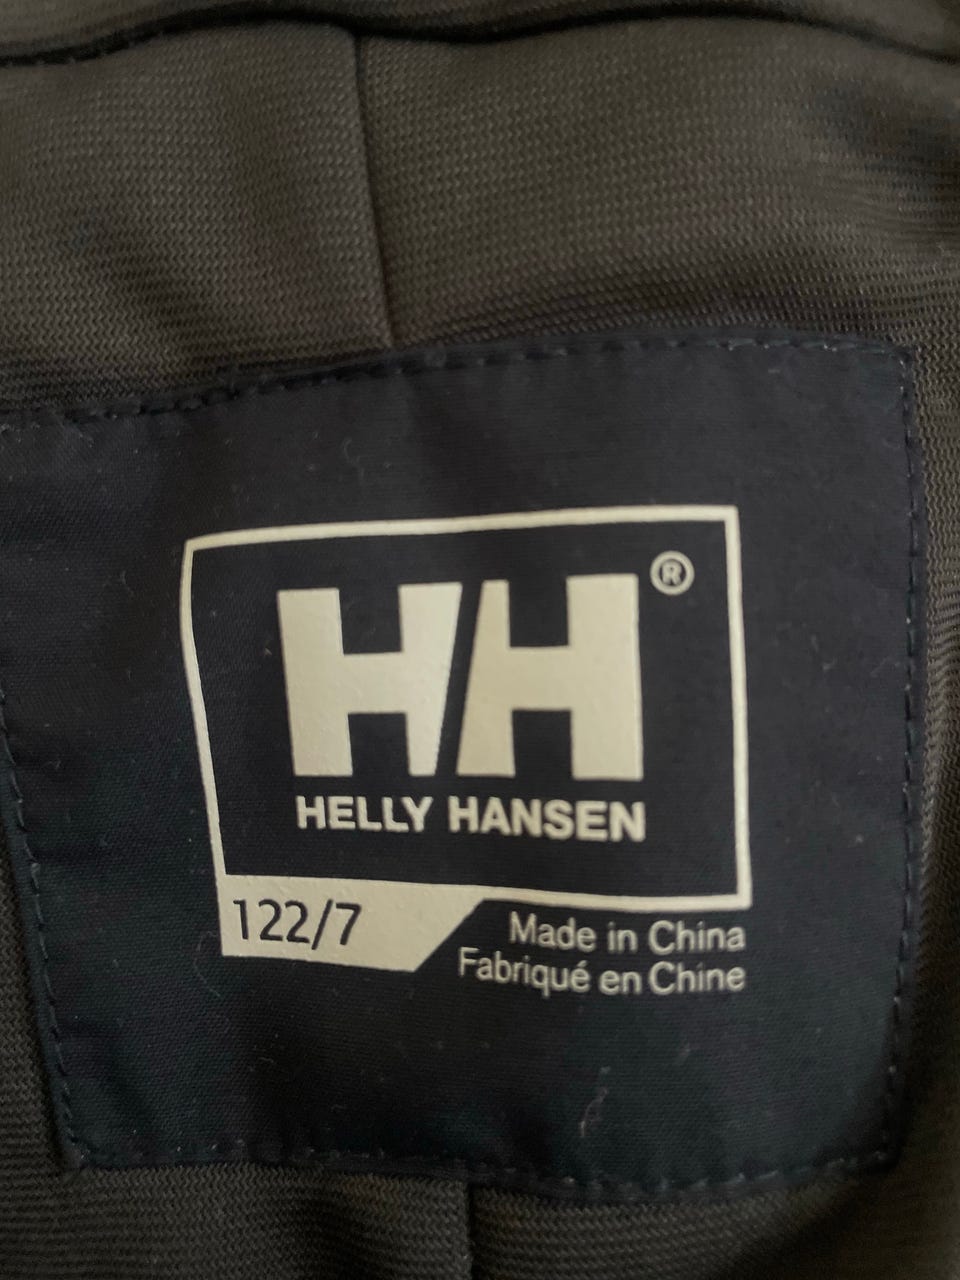 HH®
HELLY HANSEN
122/7
Made in China
Fabriqué en Chine